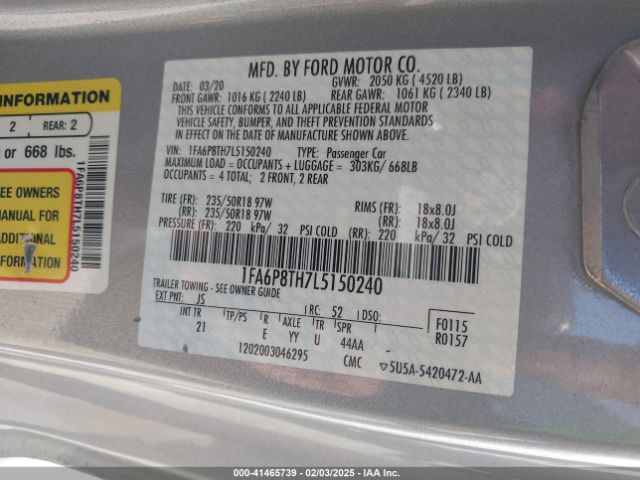 INFORMATION
2 REAR: 2
or 668 lbs.
SEE OWNERS
MANUAL FOR
ADDITIONAL
INFORMATION
1FA6P8TH7L5150240
MFD. BY FORD MOTOR CO.
DATE: 03/20 GVWR: 2050 KG ( 4520 LB)
FRONT GAWR: 1016 KG ( 2240 LB) REAR GAWR: 1061 KG ( 2340 LB)
THIS VEHICLE CONFORMS TO ALL APPLICABLE FEDERAL MOTOR
VEHICLE SAFETY, BUMPER, AND THEFT PREVENTION STANDARDS
IN EFFECT ON THE DATE OF MANUFACTURE SHOWN ABOVE.
VIN: 1FA6P8TH7L5150240 TYPE: Passenger Car
MAXIMUM LOAD = OCCUPANTS + LUGGAGE = 303KG/ 668LB
OCCUPANTS = 4 TOTAL; 2 FRONT, 2 REAR
TIRE (FR): 235/50R18 97W RIMS (FR): 18x8.0J
(RR): 235/50R18 97W (RR): 18x8.0J
PRESSURE (FR): 220 kPa/ 32 PSI COLD (RR): 220 kPa/ 32 PSI COLD
1FA6P8TH7L5150240
TRAILER TOWING - SEE OWNER GUIDE
EXT PNT: JS RC: 52 DSO: F0115
INT TR TP/PS R AXLE TR SPR R0157
21 E YY U 44AA
1202003046295 CMC 5U5A-5420472-AA
00-41465739 - 02/03/2025 - IAA Inc.